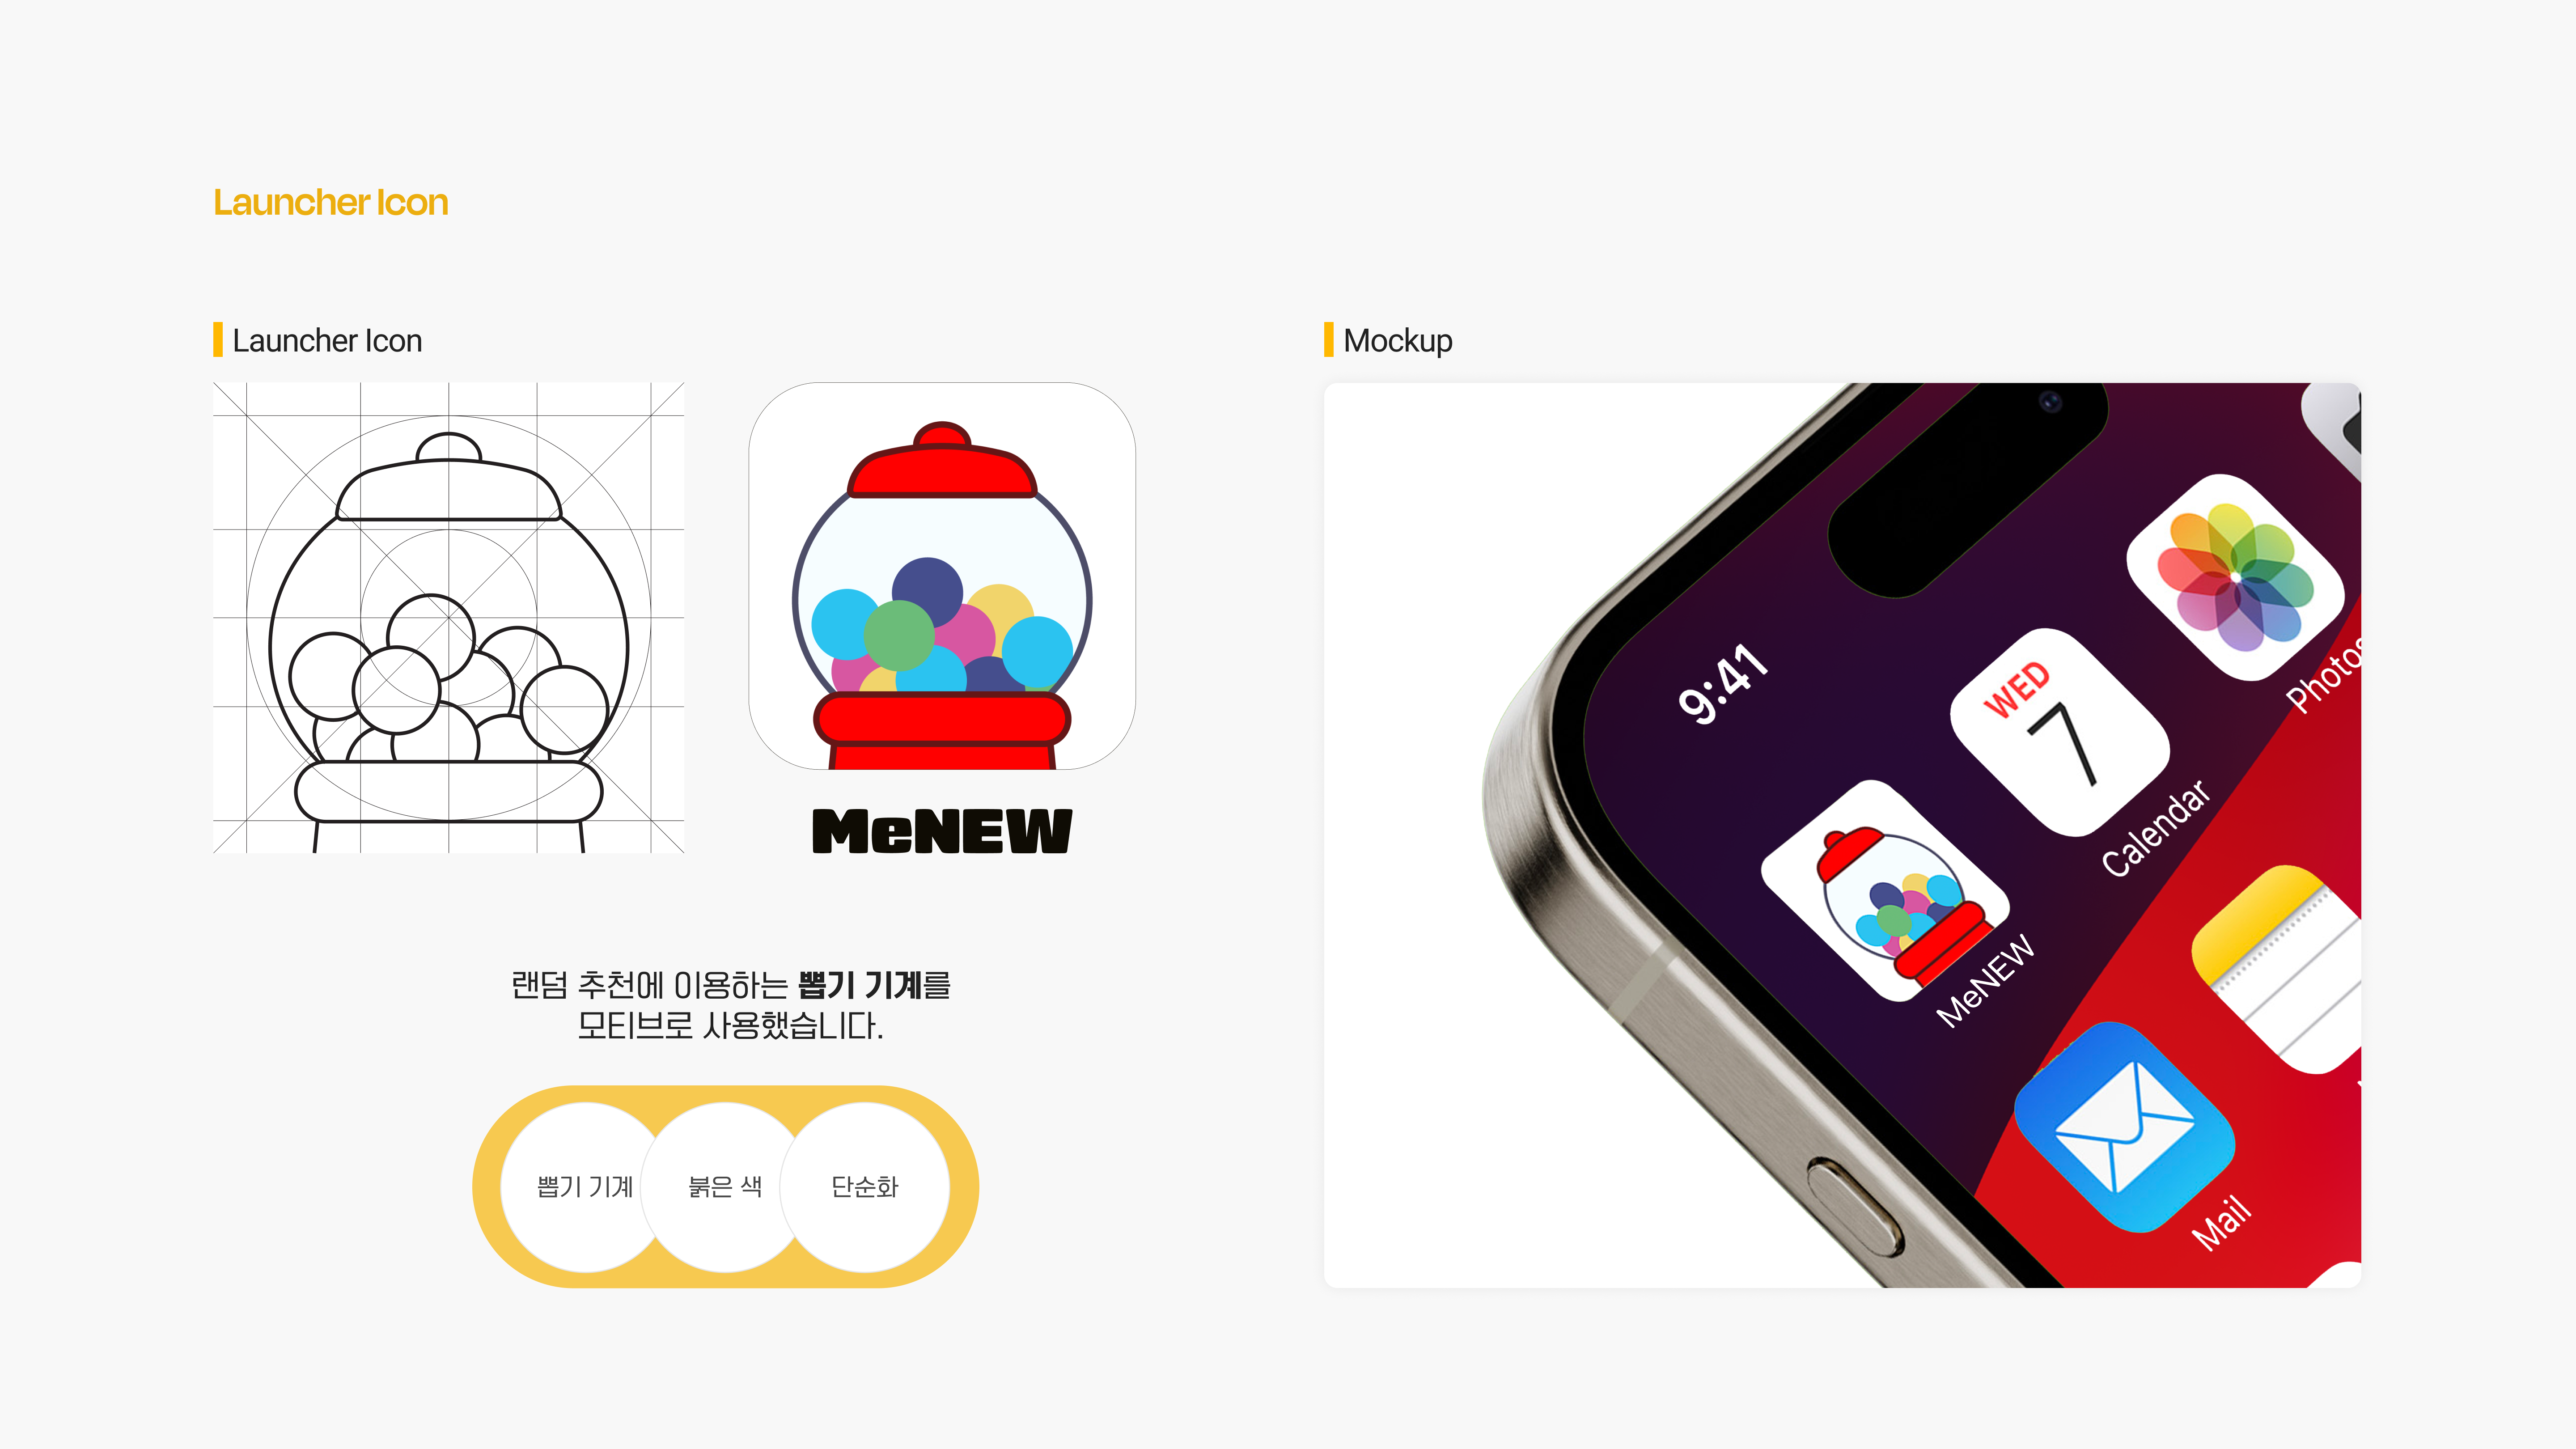 Launcher Icon
Launcher Icon
MeNEW
랜덤 추천에 이용하는 뽑기 기계를
모티브로 사용했습니다.
뽑기 기계
붉은 색
단순화
Mockup
9:41
Photos
WED
7
Calendar
MeNEW
Mail